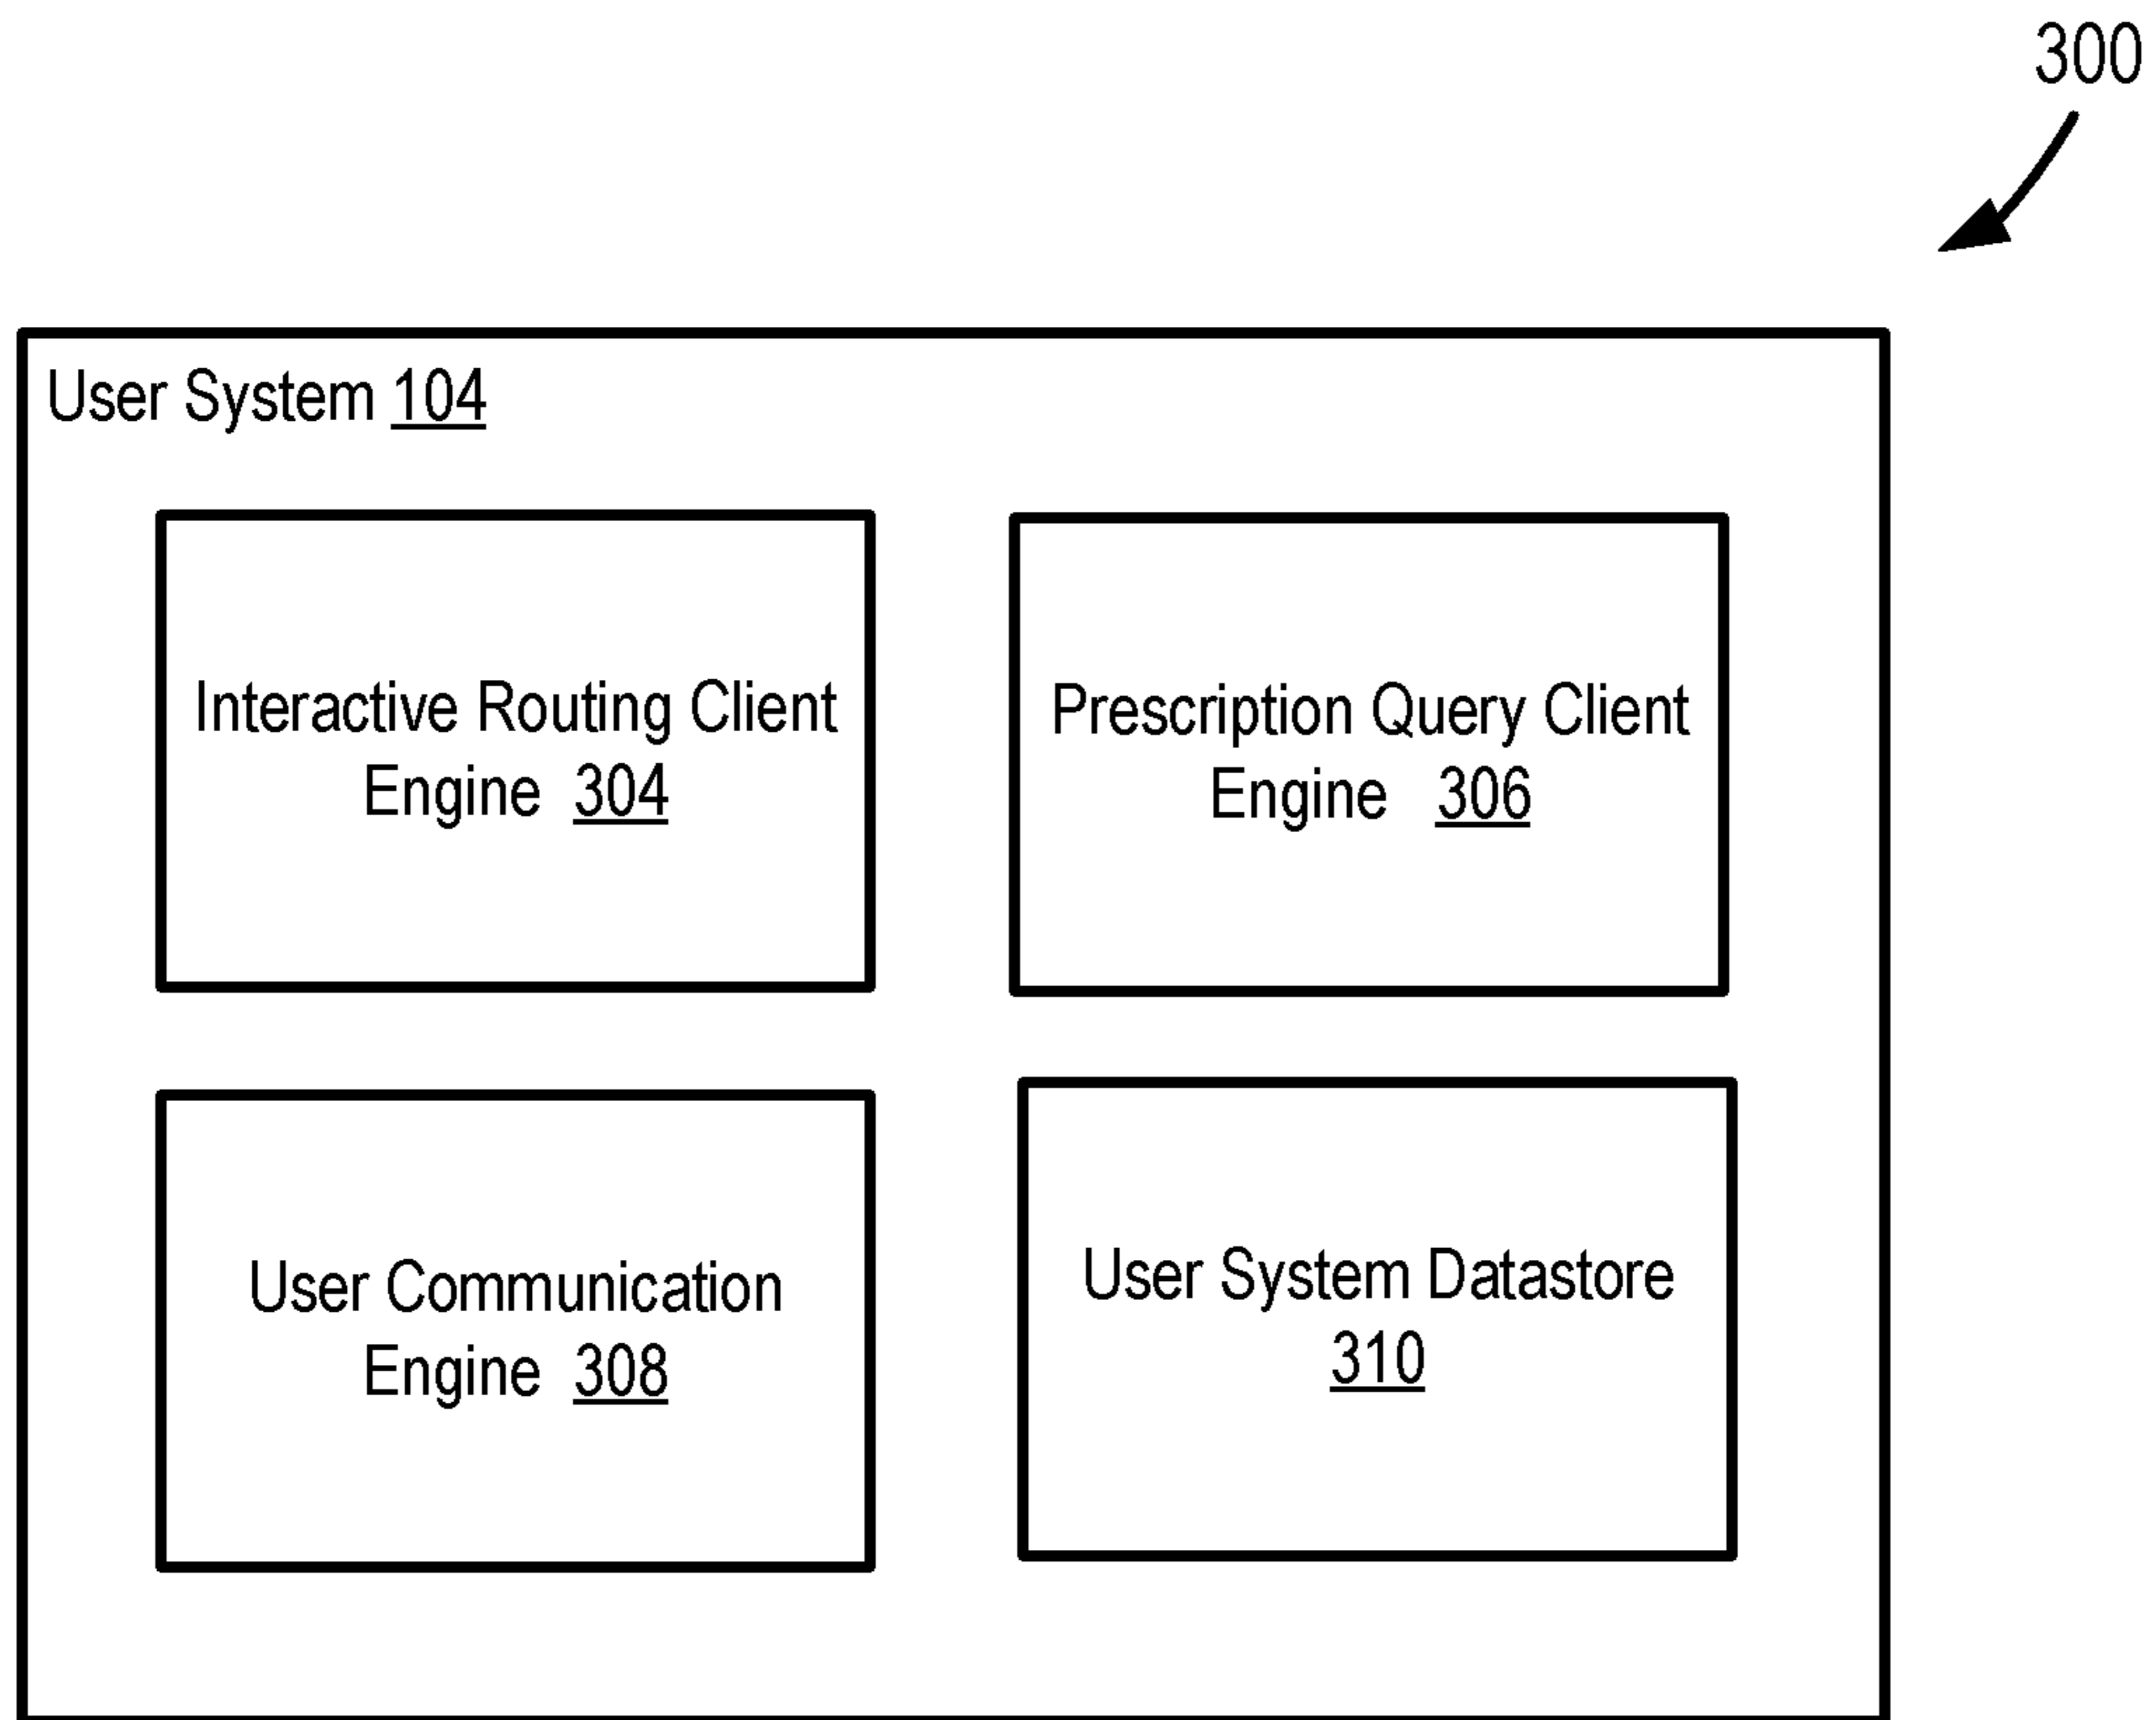 300
User System 104
Interactive Routing Client
Engine 304
Prescription Query Client
Engine 306
User Communication
Engine 308
User System Datastore
310